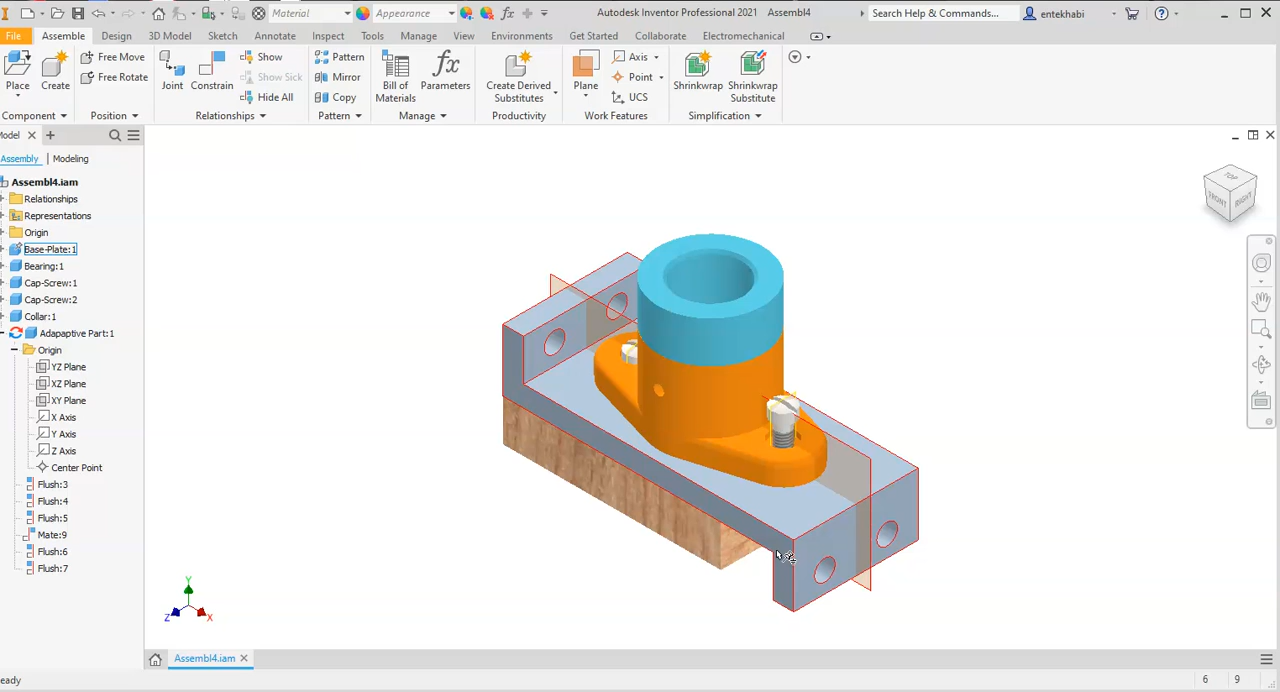 Material
Appearance
Autodesk Inventor Professional 2021 Assembl4
Search Help & Commands...
entekhabi
File
Assemble
Design
3D Model
Sketch
Annotate
Inspect
Tools
Manage
View
Environments
Get Started
Collaborate
Electromechanical
Place
Create
Free Move
Free Rotate
Joint
Constrain
Show
Show Sick
Hide All
Pattern
Mirror
Copy
Bill of
Materials
fx
Parameters
Create Derived
Substitutes
Plane
Axis
Point
UCS
Shrinkwrap
Shrinkwrap
Substitute
Component
Position
Relationships
Pattern
Manage
Productivity
Work Features
Simplification
odel
Assembly | Modeling
Assembl4.iam
Relationships
Representations
Origin
Base-Plate:1
Bearing:1
Cap-Screw:1
Cap-Screw:2
Collar:1
Adapaptive Part:1
Origin
YZ Plane
XZ Plane
XY Plane
X Axis
Y Axis
Z Axis
Center Point
Flush:3
Flush:4
Flush:5
Mate:9
Flush:6
Flush:7
TOP
FRONT
RIGHT
Y
Z
X
Assembl4.iam
eady
6 9